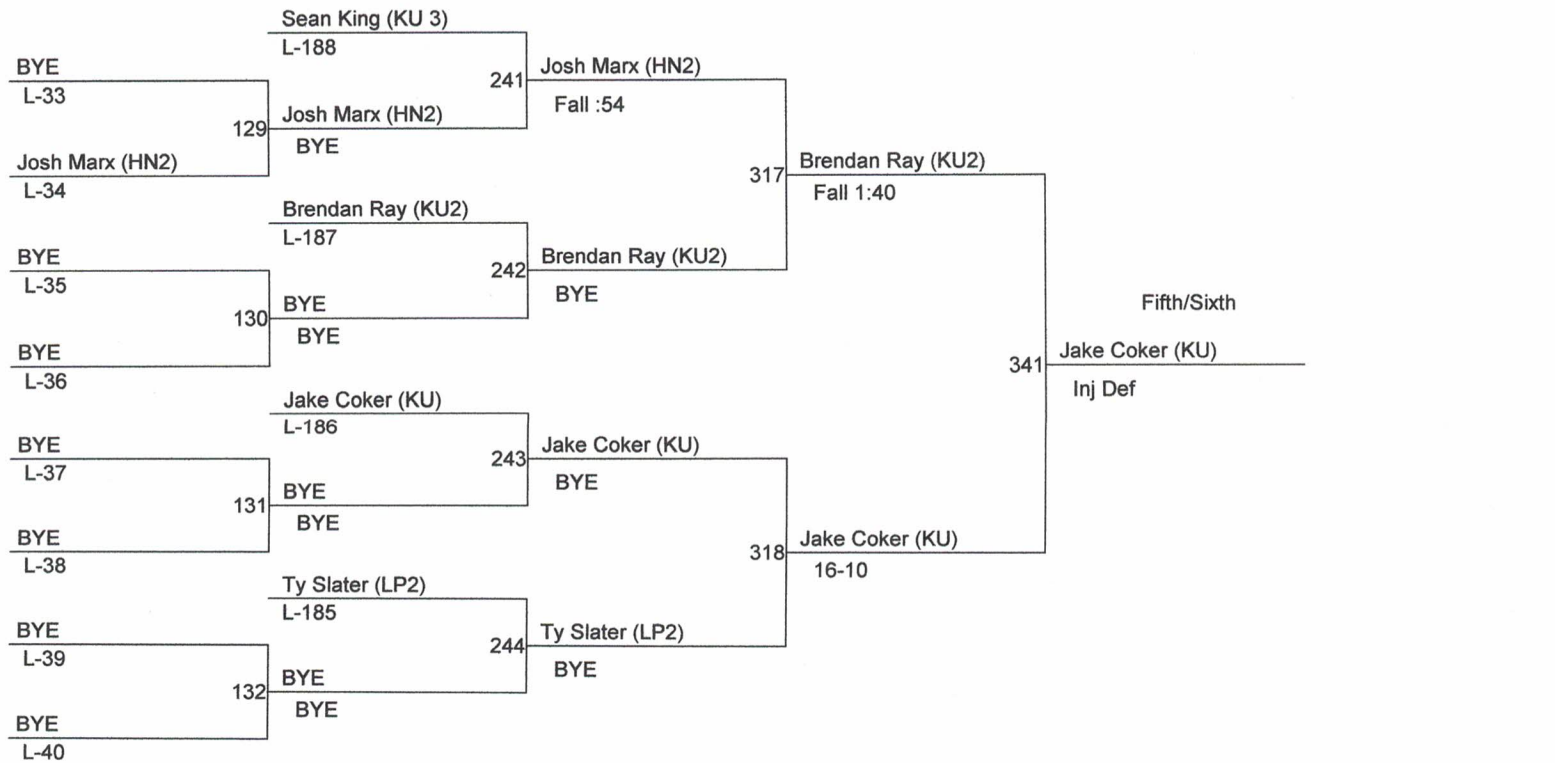 Sean King (KU 3)
L-188
BYE
L-33
241
Josh Marx (HN2)
Fall :54
129
Josh Marx (HN2)
BYE
Josh Marx (HN2)
L-34
317
Brendan Ray (KU2)
Fall 1:40
Brendan Ray (KU2)
L-187
BYE
L-35
242
Brendan Ray (KU2)
BYE
130
BYE
BYE
BYE
L-36
Fifth/Sixth
341
Jake Coker (KU)
Inj Def
Jake Coker (KU)
L-186
BYE
L-37
243
Jake Coker (KU)
BYE
131
BYE
BYE
BYE
L-38
318
Jake Coker (KU)
16-10
Ty Slater (LP2)
L-185
BYE
L-39
244
Ty Slater (LP2)
BYE
132
BYE
BYE
BYE
L-40